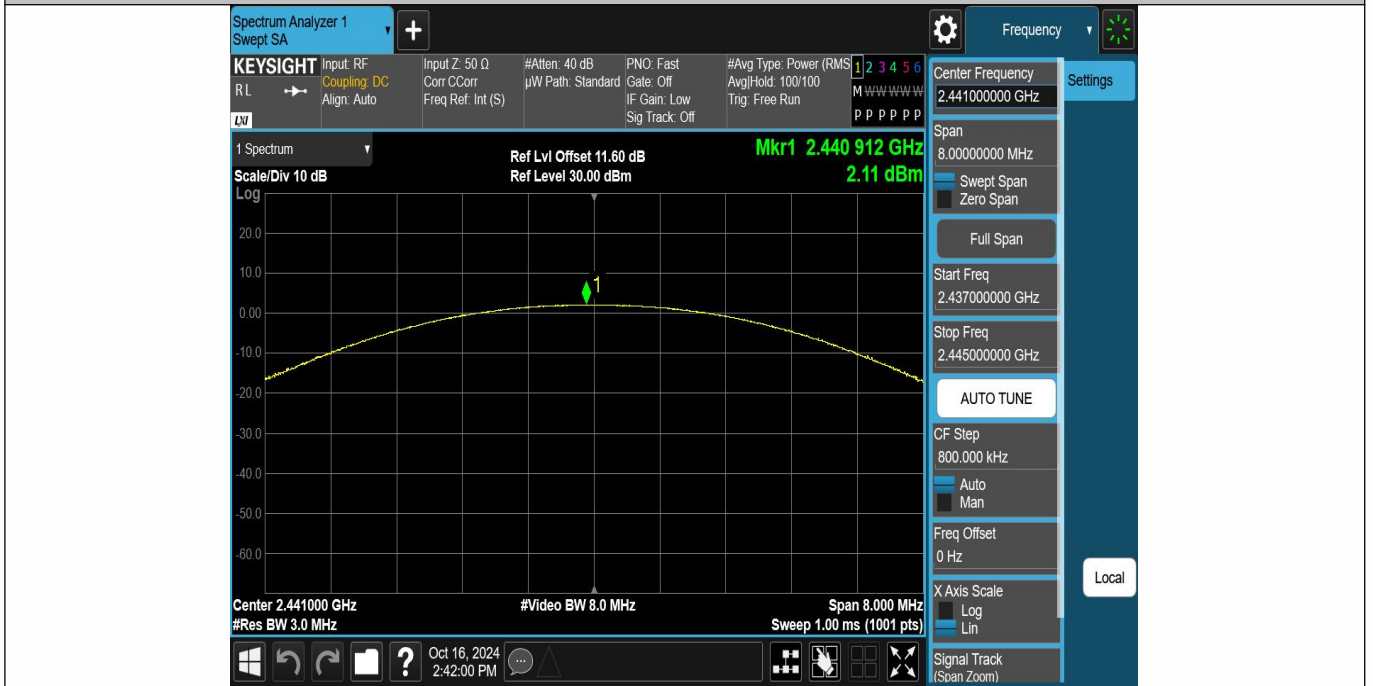 Spectrum Analyzer 1
Swept SA
+
Frequency
KEYSIGHT
RL
LXI
Input: RF
Coupling: DC
Align: Auto
Input Z: 50 Ω
Corr CCorr
Freq Ref: Int (S)
#Atten: 40 dB
µW Path: Standard
PNO: Fast
Gate: Off
IF Gain: Low
Sig Track: Off
#Avg Type: Power (RMS
Avg|Hold: 100/100
Trig: Free Run
1 2 3 4 5 6
M W W W W W
P P P P P P
Center Frequency
2.441000000 GHz
Settings
1 Spectrum
Scale/Div 10 dB
Ref Lvl Offset 11.60 dB
Ref Level 30.00 dBm
Mkr1 2.440 912 GHz
2.11 dBm
Log
20.0
10.0
0.00
-10.0
-20.0
-30.0
-40.0
-50.0
-60.0
1
Center 2.441000 GHz
#Res BW 3.0 MHz
#Video BW 8.0 MHz
Span 8.000 MHz
Sweep 1.00 ms (1001 pts)
Span
8.00000000 MHz
Swept Span
Zero Span
Full Span
Start Freq
2.437000000 GHz
Stop Freq
2.445000000 GHz
AUTO TUNE
CF Step
800.000 kHz
Auto
Man
Freq Offset
0 Hz
X Axis Scale
Log
Lin
Signal Track
(Span Zoom)
Local
?
Oct 16, 2024
2:42:00 PM